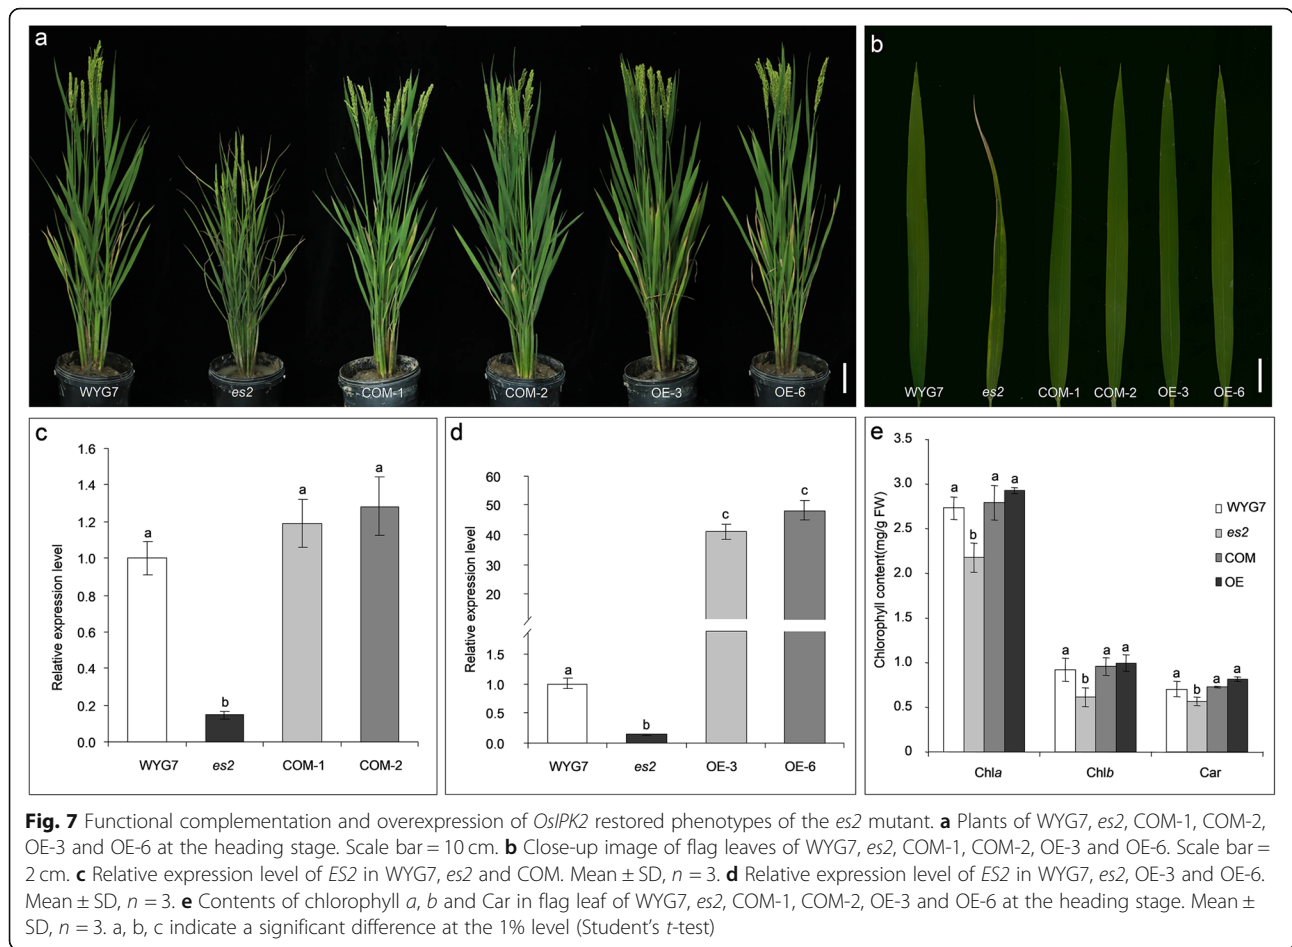 a
WYG7
es2
COM-1
COM-2
OE-3
OE-6
b
WYG7
es2
COM-1
COM-2
OE-3
OE-6
c
Relative expression level
1.6
1.4
1.2
1.0
0.8
0.6
0.4
0.2
0.0
a
b
a
a
WYG7
es2
COM-1
COM-2
d
Relative expression level
60
50
40
30
20
1.5
1.0
0.5
0.0
a
b
c
c
WYG7
es2
OE-3
OE-6
e
Chlorophyll content(mg/g FW)
3.5
3.0
2.5
2.0
1.5
1.0
0.5
0
a
b
a
a
a
b
a
a
a
b
a
a
Chla
Chlb
Car
WYG7
es2
COM
OE
Fig. 7 Functional complementation and overexpression of OsIPK2 restored phenotypes of the es2 mutant. a Plants of WYG7, es2, COM-1, COM-2,
OE-3 and OE-6 at the heading stage. Scale bar = 10 cm. b Close-up image of flag leaves of WYG7, es2, COM-1, COM-2, OE-3 and OE-6. Scale bar =
2 cm. c Relative expression level of ES2 in WYG7, es2 and COM. Mean ± SD, n = 3. d Relative expression level of ES2 in WYG7, es2, OE-3 and OE-6.
Mean ± SD, n = 3. e Contents of chlorophyll a, b and Car in flag leaf of WYG7, es2, COM-1, COM-2, OE-3 and OE-6 at the heading stage. Mean ±
SD, n = 3. a, b, c indicate a significant difference at the 1% level (Student's t-test)